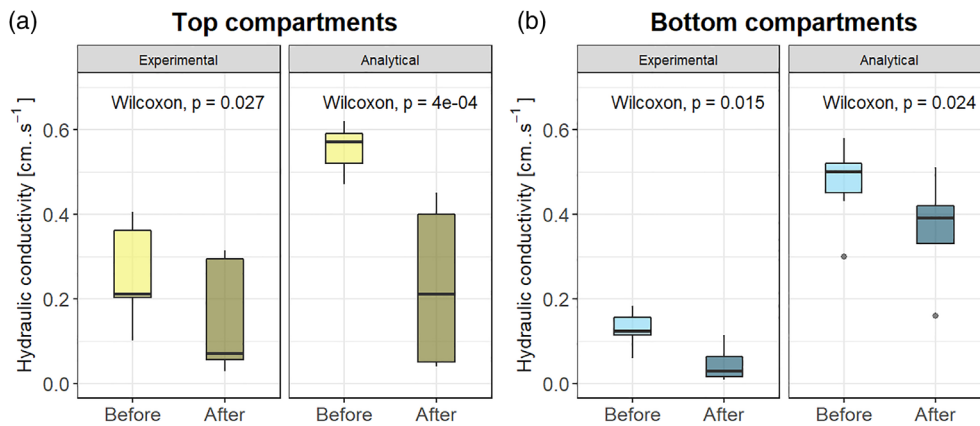 (a) Top compartments
Experimental Analytical
Wilcoxon, p = 0.027 Wilcoxon, p = 4e-04
Hydraulic conductivity [cm..s⁻¹]
0.6
0.4
0.2
0.0
Before After Before After
(b) Bottom compartments
Experimental Analytical
Wilcoxon, p = 0.015 Wilcoxon, p = 0.024
Hydraulic conductivity [cm..s⁻¹]
0.6
0.4
0.2
0.0
Before After Before After